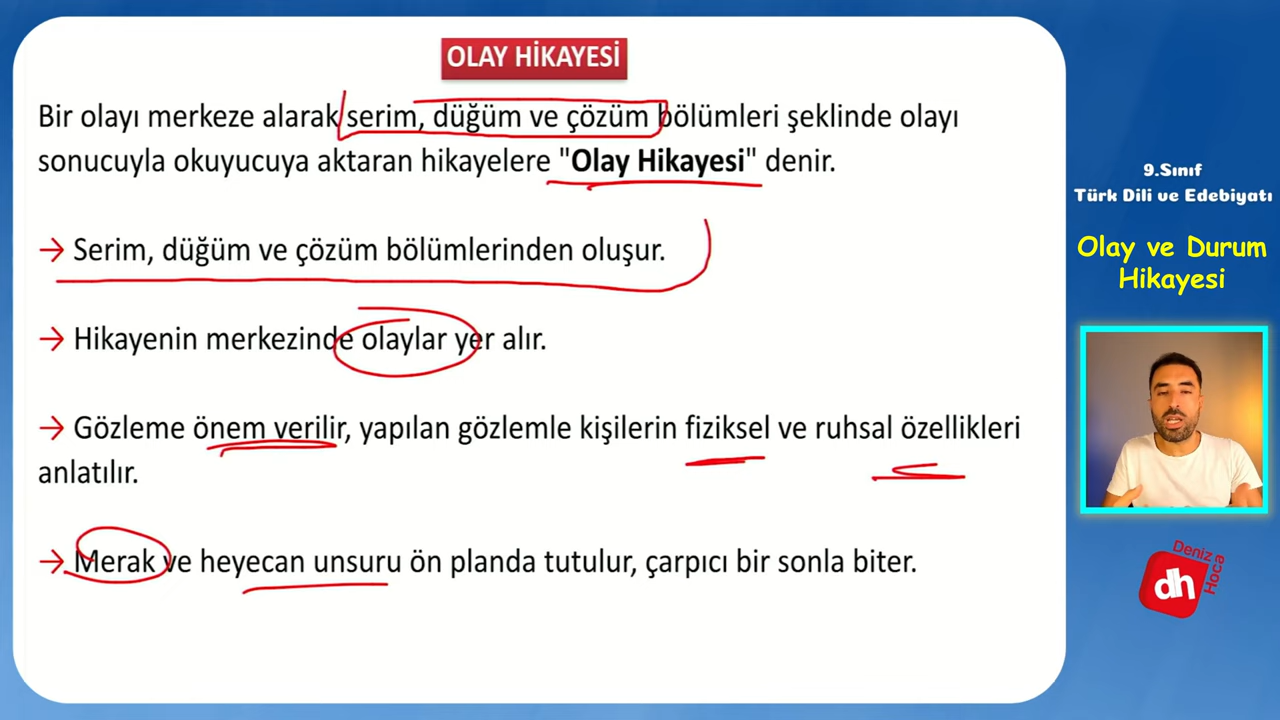 OLAY HİKAYESİ
Bir olayı merkeze alarak serim, düğüm ve çözüm bölümleri şeklinde olayı
sonucuyla okuyucuya aktaran hikayelere "Olay Hikayesi" denir.
→ Serim, düğüm ve çözüm bölümlerinden oluşur.
→ Hikayenin merkezinde olaylar yer alır.
→ Gözleme önem verilir, yapılan gözlemle kişilerin fiziksel ve ruhsal özellikleri
anlatılır.
→ Merak ve heyecan unsuru ön planda tutulur, çarpıcı bir sonla biter.
9.Sınıf
Türk Dili ve Edebiyatı
Olay ve Durum
Hikayesi
Deniz
Hoca
dh